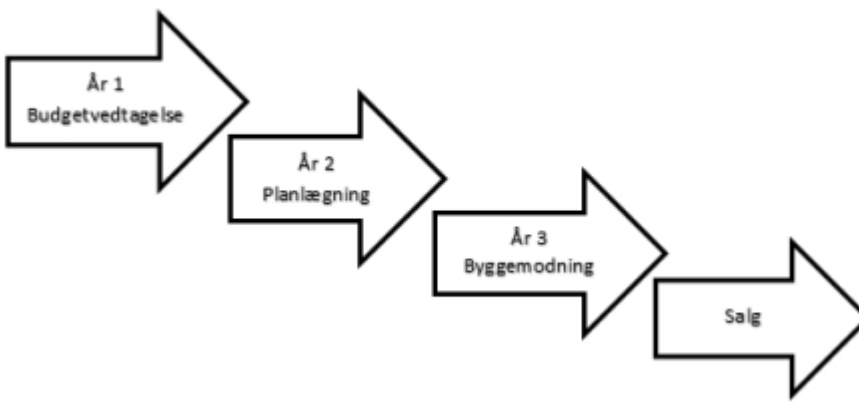 År 1
Budgetvedtagelse
År 2
Planlægning
År 3
Byggemodning
Salg